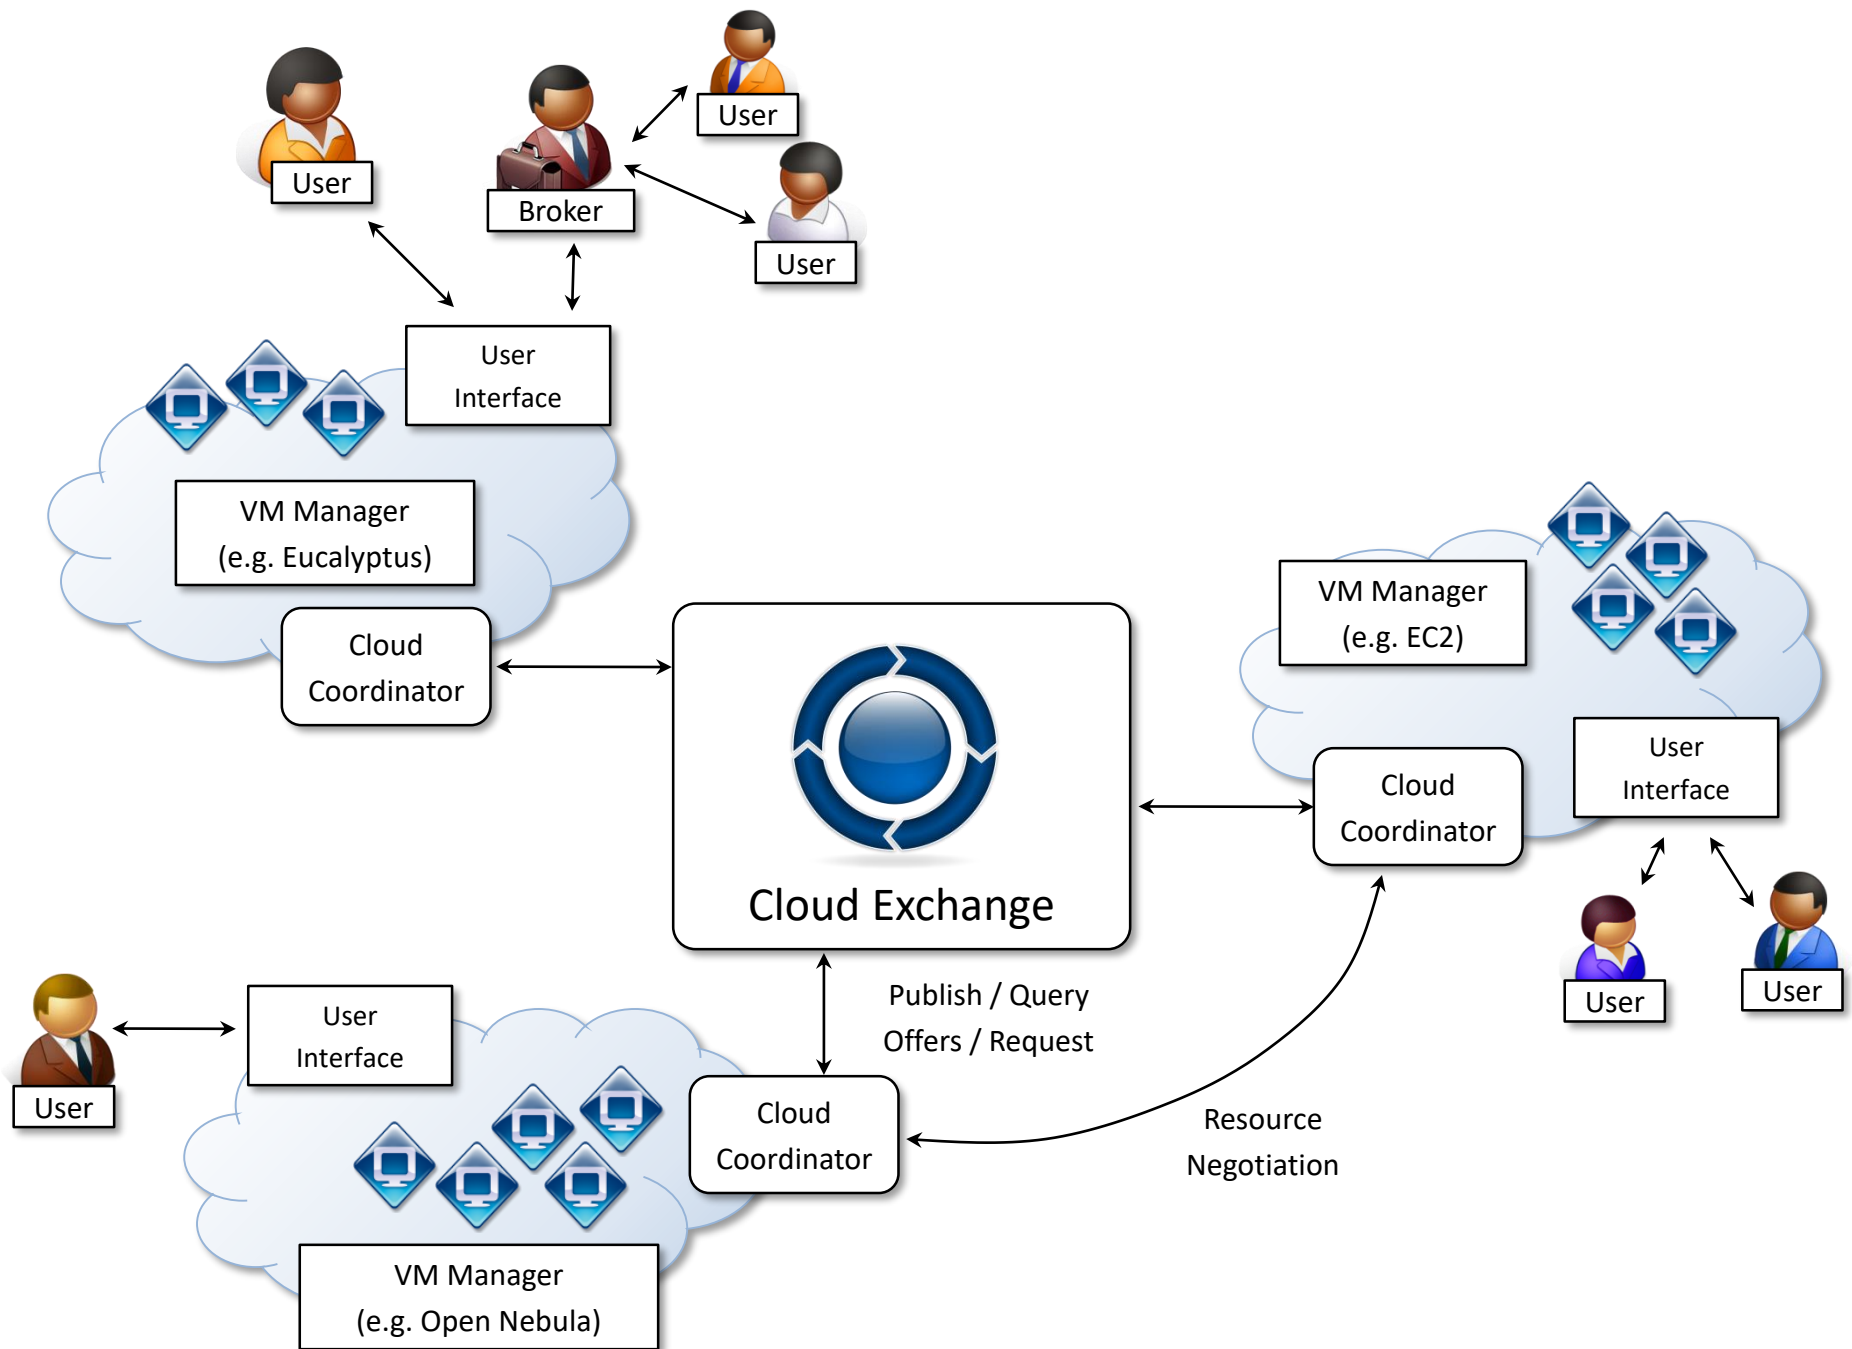 User
Broker
User
User
User
Interface
VM Manager
(e.g. Eucalyptus)
Cloud
Coordinator
Cloud Exchange
VM Manager
(e.g. EC2)
User
Interface
Cloud
Coordinator
User
User
Publish / Query
Offers / Request
User
User
Interface
Cloud
Coordinator
VM Manager
(e.g. Open Nebula)
Resource
Negotiation